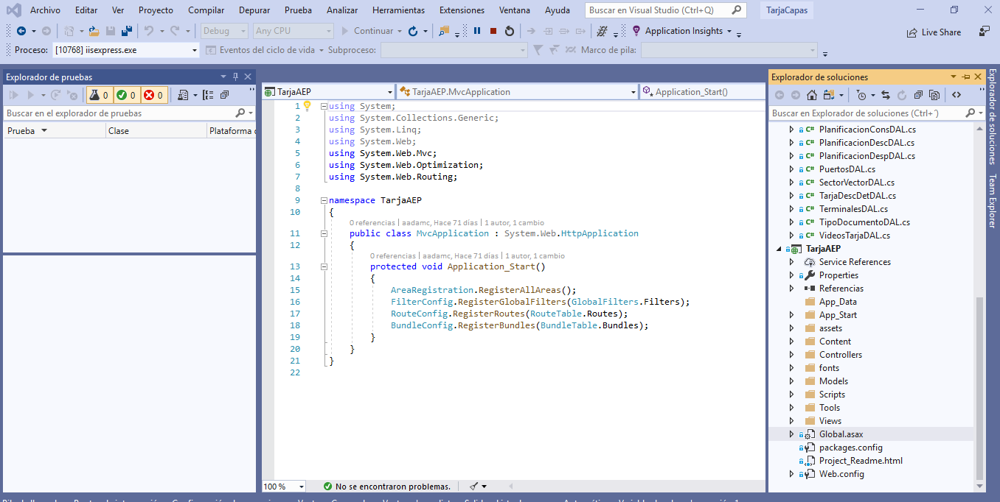 Archivo Editar Ver Proyecto Compilar Depurar Prueba Analizar Herramientas Extensiones Ventana Ayuda Buscar en Visual Studio (Ctrl+Q) TarjaCapas
Debug Any CPU Continuar Application Insights Live Share
Proceso: [10768] iisexpress.exe Eventos del ciclo de vida Subproceso: Marco de pila:
Explorador de pruebas
0 0 0
Buscar en el explorador de pruebas
Prueba Clase Plataforma
TarjaAEP TarjaAEP.MvcApplication Application_Start()
1 using System;
2 using System.Collections.Generic;
3 using System.Linq;
4 using System.Web;
5 using System.Web.Mvc;
6 using System.Web.Optimization;
7 using System.Web.Routing;
8
9 namespace TarjaAEP
10 {
0 referencias | aadamc, Hace 71 días | 1 autor, 1 cambio
11 public class MvcApplication : System.Web.HttpApplication
12 {
0 referencias | aadamc, Hace 71 días | 1 autor, 1 cambio
13 protected void Application_Start()
14 {
15 AreaRegistration.RegisterAllAreas();
16 FilterConfig.RegisterGlobalFilters(GlobalFilters.Filters);
17 RouteConfig.RegisterRoutes(RouteTable.Routes);
18 BundleConfig.RegisterBundles(BundleTable.Bundles);
19 }
20 }
21 }
22
100 % No se encontraron problemas.
Explorador de soluciones
Buscar en Explorador de soluciones (Ctrl+´)
C# PlanificacionConsDAL.cs
C# PlanificacionDescDAL.cs
C# PlanificacionDespDAL.cs
C# PuertosDAL.cs
C# SectorVectorDAL.cs
C# TarjaDescDetDAL.cs
C# TerminalesDAL.cs
C# TipoDocumentoDAL.cs
C# VideosTarjaDAL.cs
TarjaAEP
Service References
Properties
Referencias
App_Data
App_Start
assets
Content
Controllers
fonts
Models
Scripts
Tools
Views
Global.asax
packages.config
Project_Readme.html
Web.config
Explorador de soluciones
Team Explorer